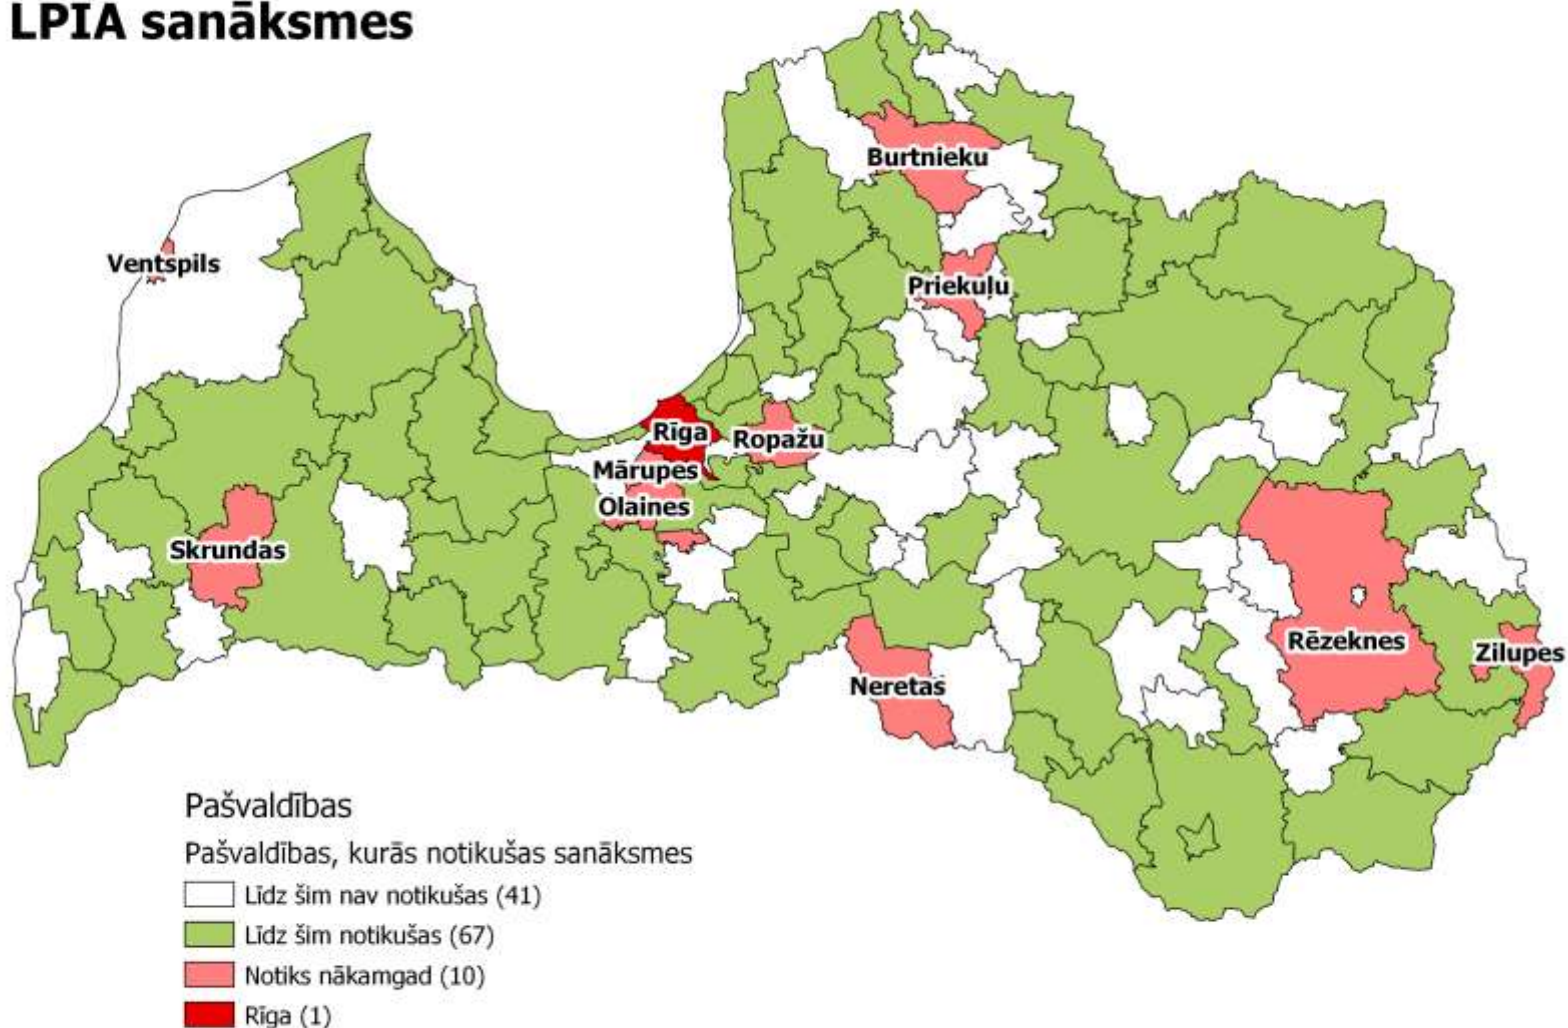 LPIA sanāksmes
Burtnieku
Ventspils
Priekuļu
Rīga
Ropažu
Mārupes
Olaines
Skrundas
Rēzeknes
Zilupes
Neretas
Pašvaldības
Pašvaldības, kurās notikušas sanāksmes
Līdz šim nav notikušas (41)
Līdz šim notikušas (67)
Notiks nākamgad (10)
Rīga (1)